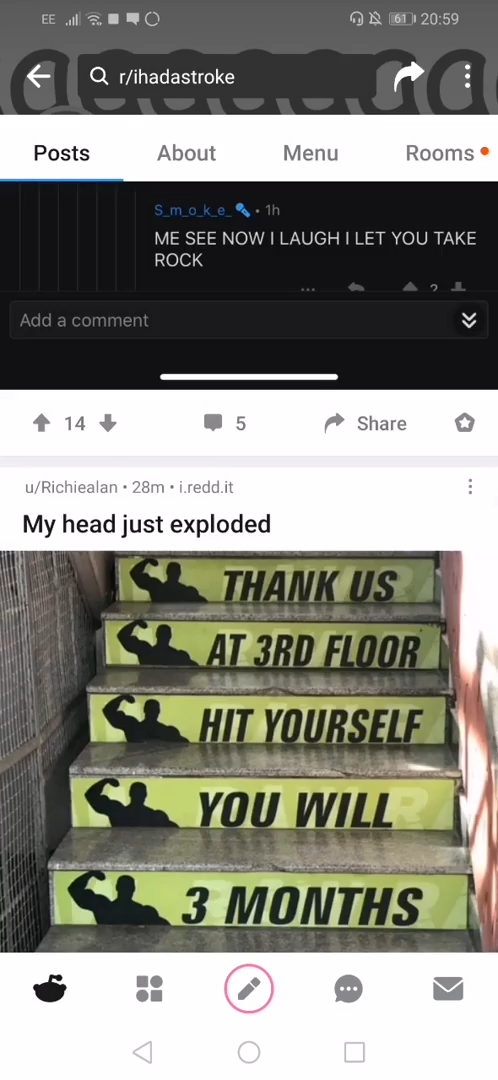 EE 61 20:59
r/ihadastroke
Posts About Menu Rooms
S_m_o_k_e_ • 1h
ME SEE NOW I LAUGH I LET YOU TAKE
ROCK
2
Add a comment
14 5 Share
u/Richiealan • 28m • i.redd.it
My head just exploded
THANK US
AT 3RD FLOOR
HIT YOURSELF
YOU WILL
3 MONTHS